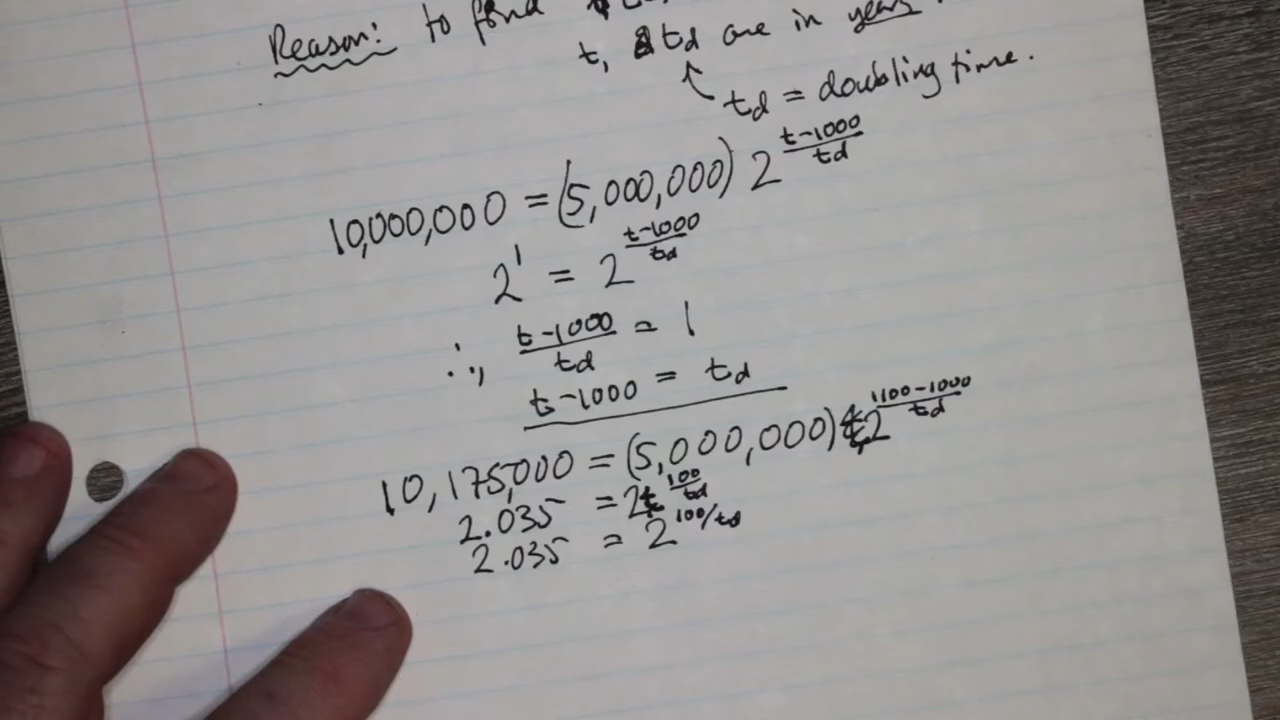 Reason: to find
t, td are in years
td = doubling time.
10,000,000 = (5,000,000) 2^((t-1000)/td)
2^1 = 2^((t-1000)/td)
∴, (t-1000)/td = 1
t-1000 = td
10,175,000 = (5,000,000) 2^((1100-1000)/td)
2.035 = 2^(100/td)
2.035 = 2^(100/td)